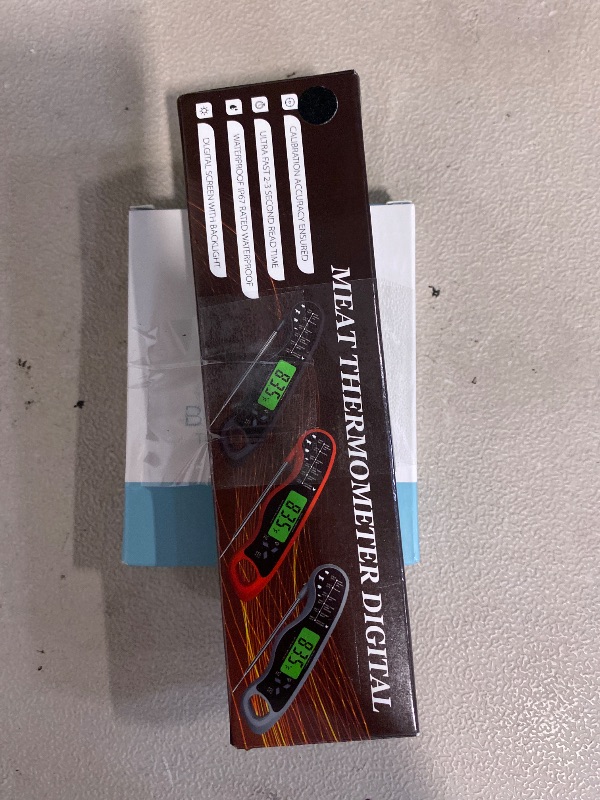 CALIBRATION ACCURACY ENSURED
ULTRA FAST 2-3 SECOND READ TIME
WATERPROOF IP67 RATED WATERPROOF
DIGITAL SCREEN WITH BACKLIGHT
MEAT THERMOMETER DIGITAL
83.5
83.5
83.5